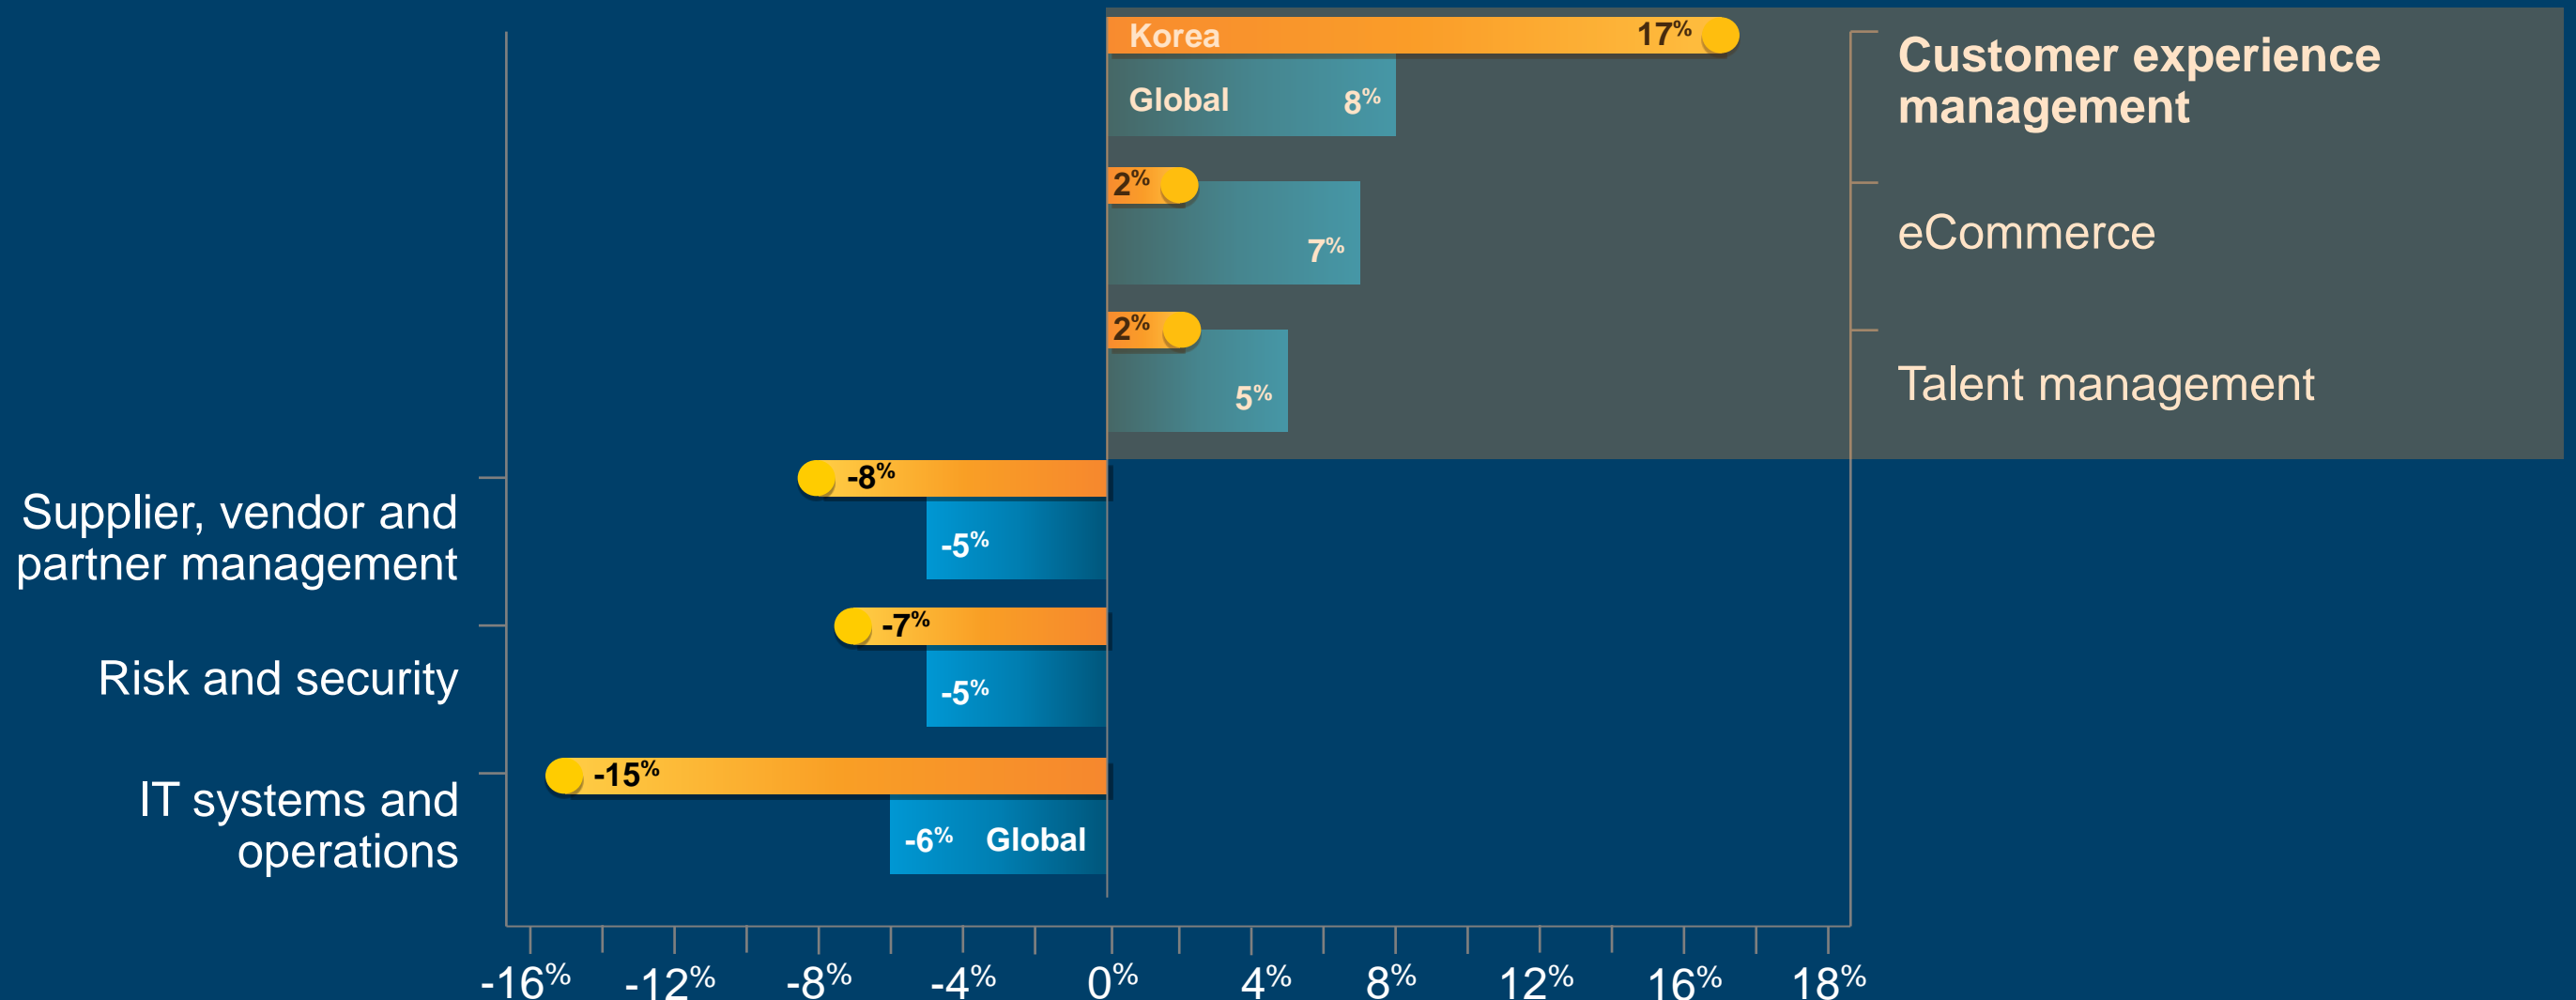 Korea 17%
Global 8%
Customer experience
management
2%
7%
eCommerce
2%
5%
Talent management
-8%
-5%
Supplier, vendor and
partner management
-7%
-5%
Risk and security
-15%
-6% Global
IT systems and
operations
-16% -12% -8% -4% 0% 4% 8% 12% 16% 18%